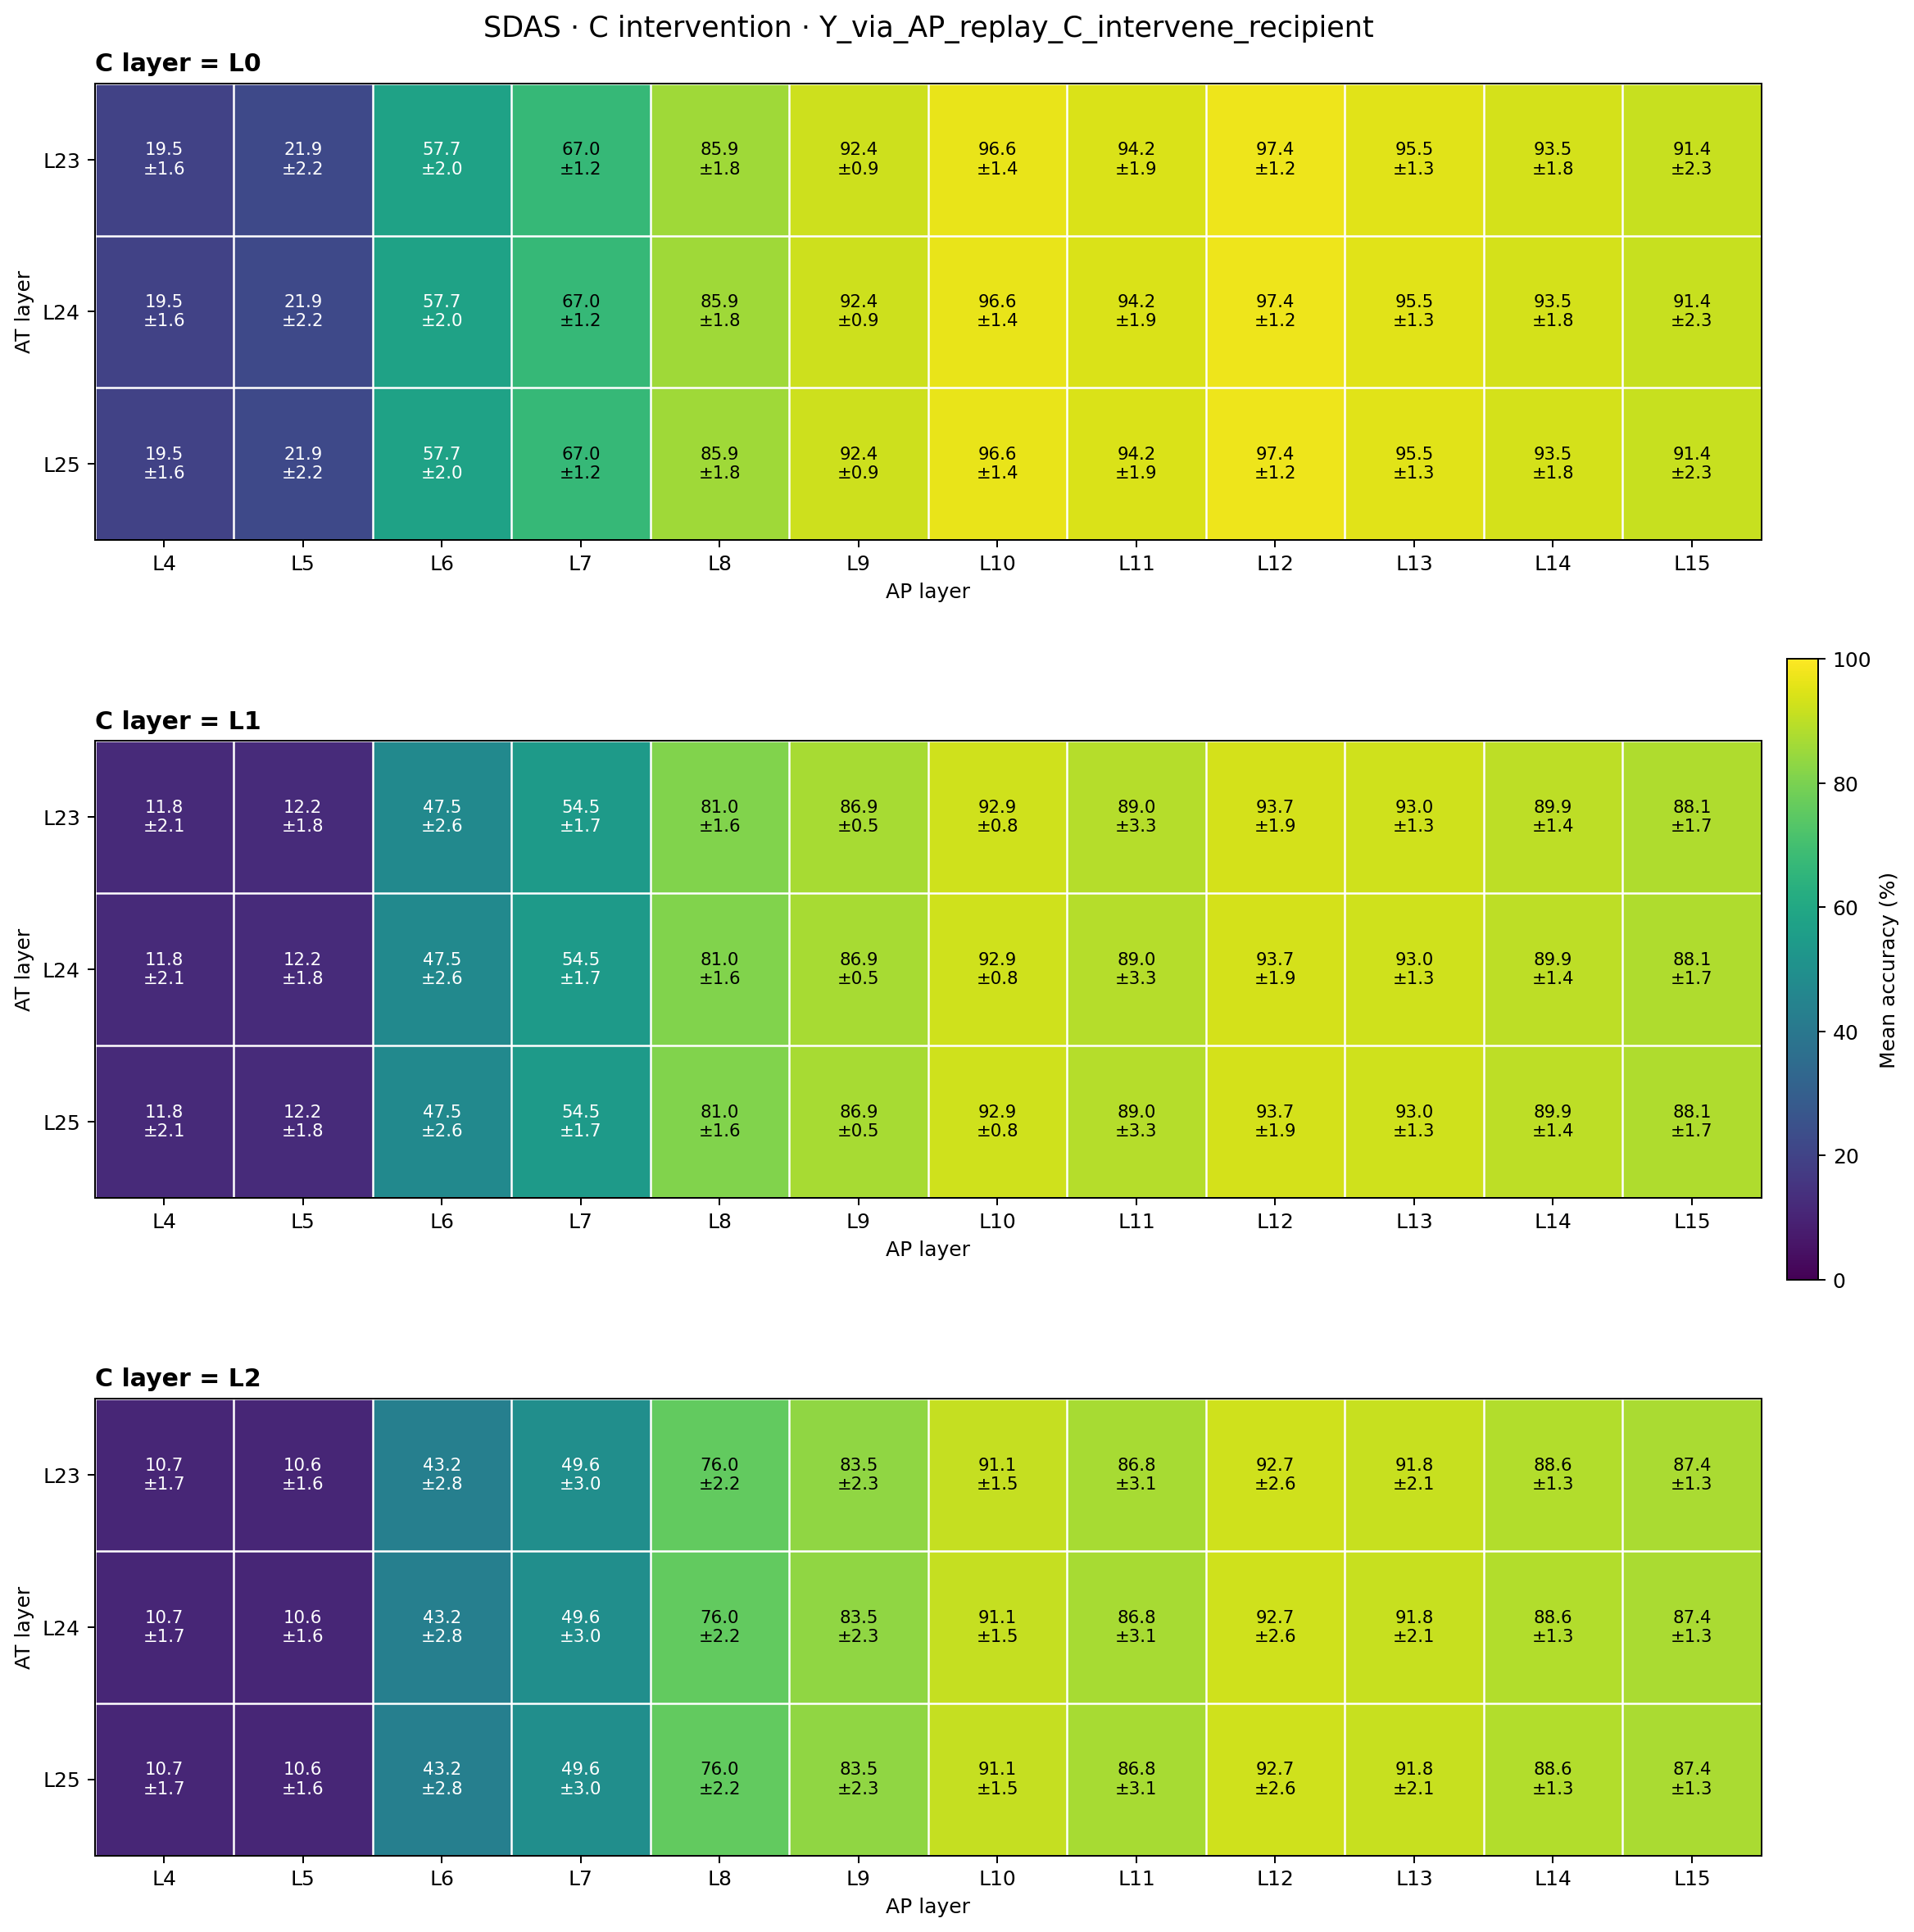 SDAS · C intervention · Y_via_AP_replay_C_intervene_recipient
C layer = L0
AT layer
L23
19.5 21.9 57.7 67.0 85.9 92.4 96.6 94.2 97.4 95.5 93.5 91.4
±1.6 ±2.2 ±2.0 ±1.2 ±1.8 ±0.9 ±1.4 ±1.9 ±1.2 ±1.3 ±1.8 ±2.3
L24
19.5 21.9 57.7 67.0 85.9 92.4 96.6 94.2 97.4 95.5 93.5 91.4
±1.6 ±2.2 ±2.0 ±1.2 ±1.8 ±0.9 ±1.4 ±1.9 ±1.2 ±1.3 ±1.8 ±2.3
L25
19.5 21.9 57.7 67.0 85.9 92.4 96.6 94.2 97.4 95.5 93.5 91.4
±1.6 ±2.2 ±2.0 ±1.2 ±1.8 ±0.9 ±1.4 ±1.9 ±1.2 ±1.3 ±1.8 ±2.3
L4 L5 L6 L7 L8 L9 L10 L11 L12 L13 L14 L15
AP layer
C layer = L1
AT layer
L23
11.8 12.2 47.5 54.5 81.0 86.9 92.9 89.0 93.7 93.0 89.9 88.1
±2.1 ±1.8 ±2.6 ±1.7 ±1.6 ±0.5 ±0.8 ±3.3 ±1.9 ±1.3 ±1.4 ±1.7
L24
11.8 12.2 47.5 54.5 81.0 86.9 92.9 89.0 93.7 93.0 89.9 88.1
±2.1 ±1.8 ±2.6 ±1.7 ±1.6 ±0.5 ±0.8 ±3.3 ±1.9 ±1.3 ±1.4 ±1.7
L25
11.8 12.2 47.5 54.5 81.0 86.9 92.9 89.0 93.7 93.0 89.9 88.1
±2.1 ±1.8 ±2.6 ±1.7 ±1.6 ±0.5 ±0.8 ±3.3 ±1.9 ±1.3 ±1.4 ±1.7
L4 L5 L6 L7 L8 L9 L10 L11 L12 L13 L14 L15
AP layer
100
80
60
40
20
0
Mean accuracy (%)
C layer = L2
AT layer
L23
10.7 10.6 43.2 49.6 76.0 83.5 91.1 86.8 92.7 91.8 88.6 87.4
±1.7 ±1.6 ±2.8 ±3.0 ±2.2 ±2.3 ±1.5 ±3.1 ±2.6 ±2.1 ±1.3 ±1.3
L24
10.7 10.6 43.2 49.6 76.0 83.5 91.1 86.8 92.7 91.8 88.6 87.4
±1.7 ±1.6 ±2.8 ±3.0 ±2.2 ±2.3 ±1.5 ±3.1 ±2.6 ±2.1 ±1.3 ±1.3
L25
10.7 10.6 43.2 49.6 76.0 83.5 91.1 86.8 92.7 91.8 88.6 87.4
±1.7 ±1.6 ±2.8 ±3.0 ±2.2 ±2.3 ±1.5 ±3.1 ±2.6 ±2.1 ±1.3 ±1.3
L4 L5 L6 L7 L8 L9 L10 L11 L12 L13 L14 L15
AP layer